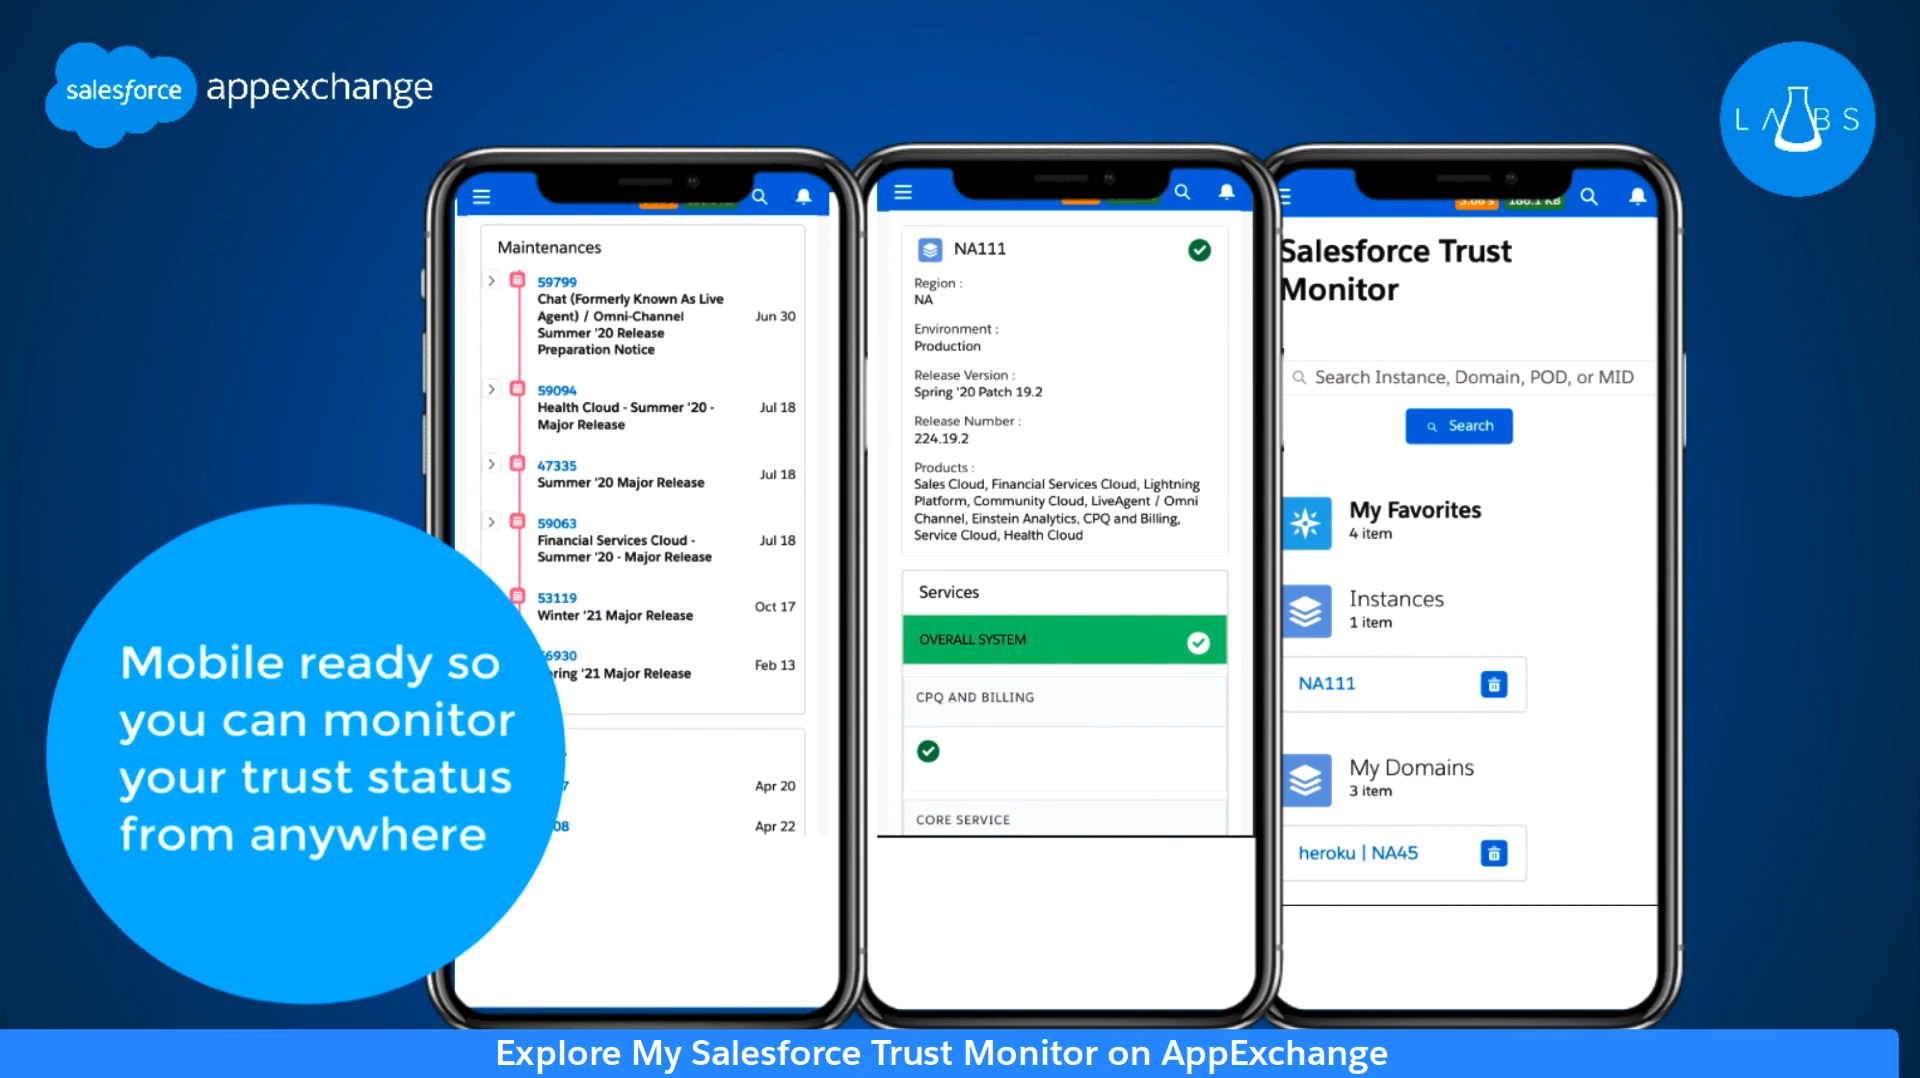 salesforce appexchange
LABS
Maintenances
59799
Chat (Formerly Known As Live
Agent) / Omni-Channel
Summer '20 Release
Preparation Notice
Jun 30
59094
Health Cloud - Summer '20 -
Major Release
Jul 18
47335
Summer '20 Major Release
Jul 18
59063
Financial Services Cloud -
Summer '20 - Major Release
Jul 18
53119
Winter '21 Major Release
Oct 17
6930
ring '21 Major Release
Feb 13
Apr 20
08
Apr 22
NA111
Region :
NA
Environment :
Production
Release Version :
Spring '20 Patch 19.2
Release Number :
224.19.2
Products :
Sales Cloud, Financial Services Cloud, Lightning
Platform, Community Cloud, LiveAgent / Omni
Channel, Einstein Analytics, CPQ and Billing,
Service Cloud, Health Cloud
Services
OVERALL SYSTEM
CPQ AND BILLING
CORE SERVICE
Salesforce Trust
Monitor
Search Instance, Domain, POD, or MID
Search
My Favorites
4 item
Instances
1 item
NA111
My Domains
3 item
heroku | NA45
Mobile ready so
you can monitor
your trust status
from anywhere
Explore My Salesforce Trust Monitor on AppExchange